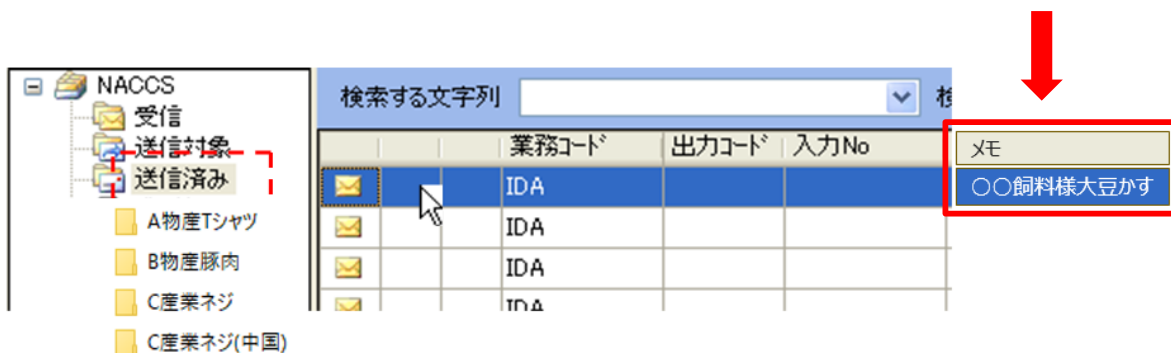 NACCS
受信
送信対象
送信済み
A物産Tシャツ
B物産豚肉
C産業ネジ
C産業ネジ(中国)
検索する文字列
業務コード 出力コード 入力No メモ
IDA ○○飼料様大豆かす
IDA
IDA
IDA